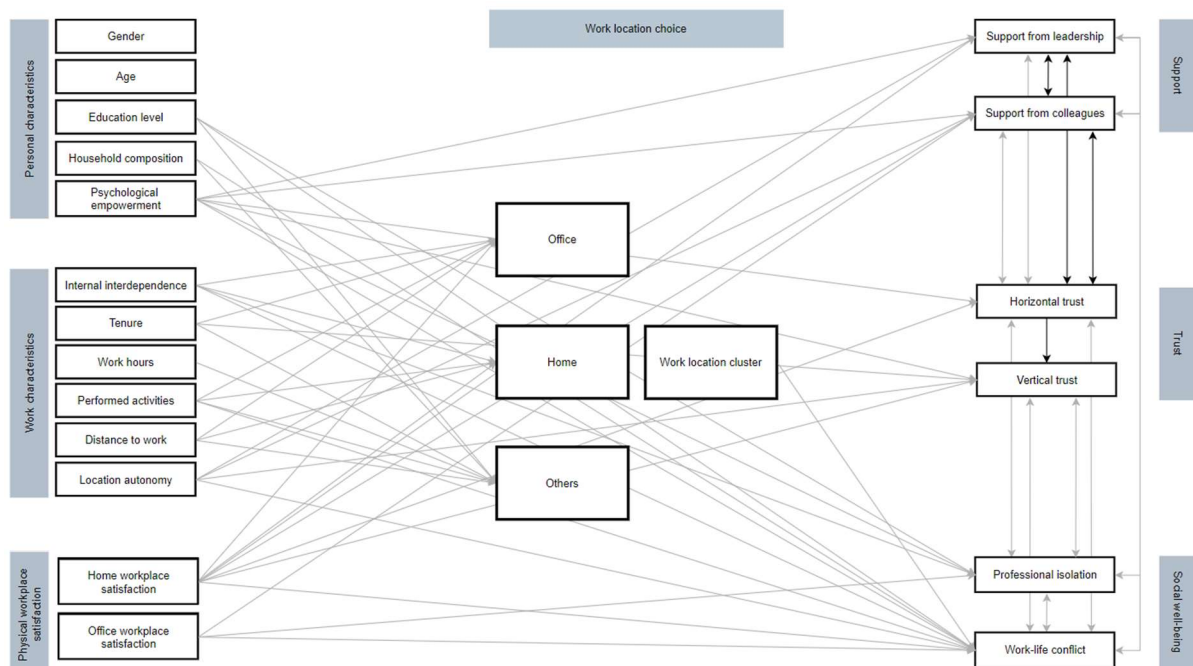 Personal characteristics
Gender
Age
Education level
Household composition
Psychological
empowerment
Work characteristics
Internal interdependence
Tenure
Work hours
Performed activities
Distance to work
Location autonomy
Physical workplace
satisfaction
Home workplace
satisfaction
Office workplace
satisfaction
Work location choice
Office
Home
Work location cluster
Others
Support from leadership
Support from colleagues
Support
Horizontal trust
Vertical trust
Trust
Professional isolation
Work-life conflict
Social well-being